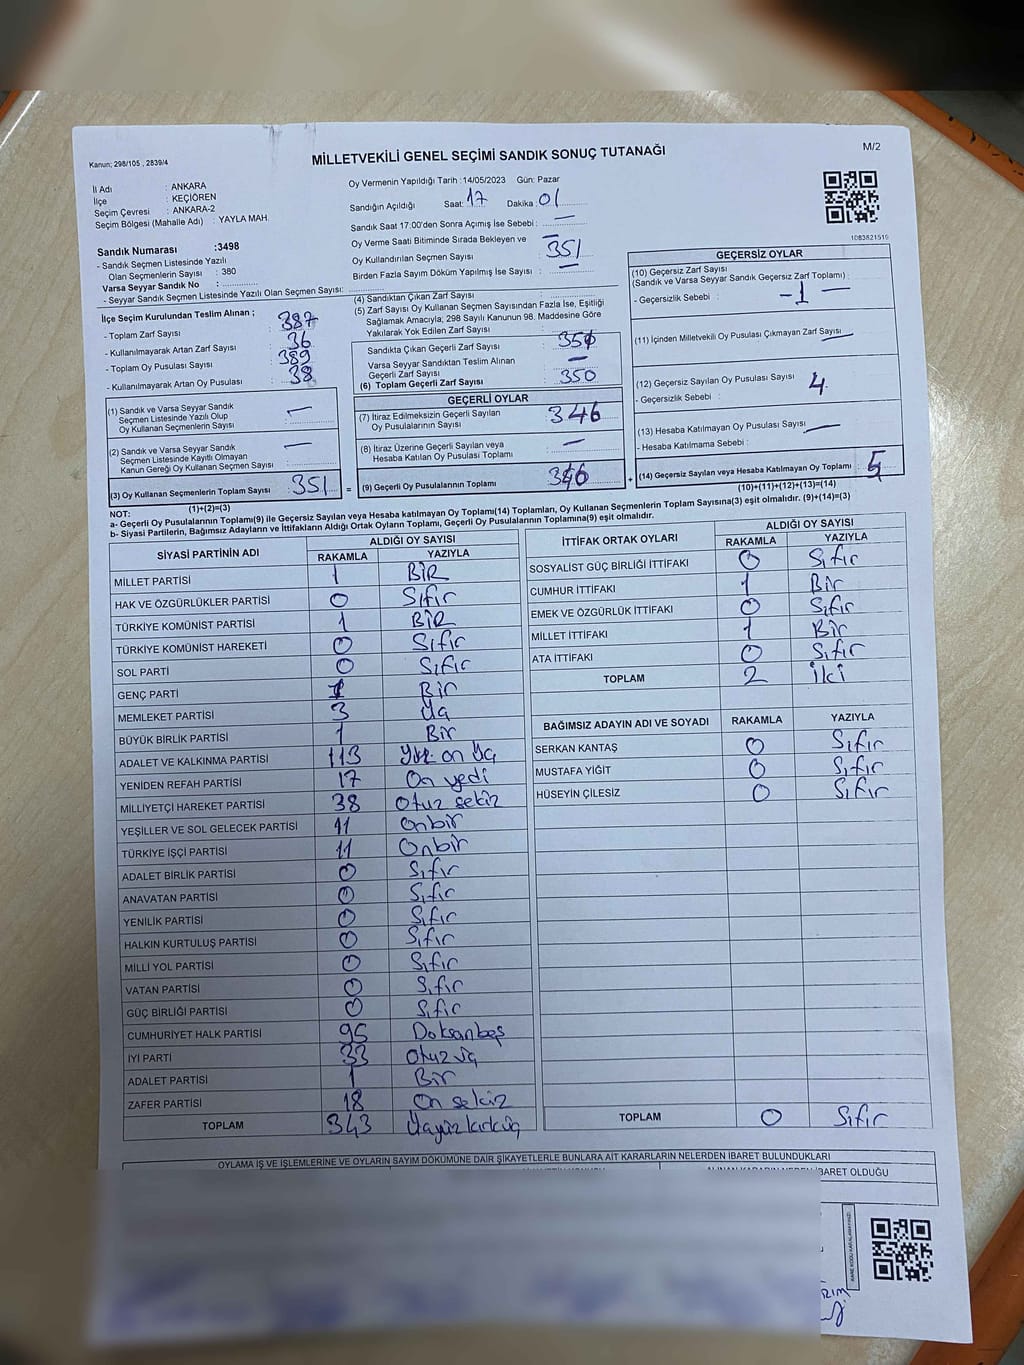 Kanun; 298/105 , 2839/4
MİLLETVEKİLİ GENEL SEÇİMİ SANDIK SONUÇ TUTANAĞI
M/2
İl Adı : ANKARA
İlçe : KEÇİÖREN
Seçim Çevresi : ANKARA-2
Seçim Bölgesi (Mahalle Adı) : YAYLA MAH.
Sandık Numarası :3498
- Sandık Seçmen Listesinde Yazılı
Olan Seçmenlerin Sayısı : 380
Varsa Seyyar Sandık No :
- Seyyar Sandık Seçmen Listesinde Yazılı Olan Seçmen Sayısı:
Oy Vermenin Yapıldığı Tarih :14/05/2023 Gün: Pazar
Sandığın Açıldığı Saat: 17 Dakika : 01
Sandık Saat 17:00'den Sonra Açımış İse Sebebi : —
Oy Verme Saati Bitiminde Sırada Bekleyen ve —
Oy Kullandırılan Seçmen Sayısı : 351
Birden Fazla Sayım Döküm Yapılmış İse Sayısı : —
1083821515
İlçe Seçim Kurulundan Teslim Alınan ;
- Toplam Zarf Sayısı : 387
- Kullanılmayarak Artan Zarf Sayısı : 36
- Toplam Oy Pusulası Sayısı : 389
- Kullanılmayarak Artan Oy Pusulası : 38
(1) Sandık ve Varsa Seyyar Sandık
Seçmen Listesinde Yazılı Olup
Oy Kullanan Seçmenlerin Sayısı : —
(2) Sandık ve Varsa Seyyar Sandık
Seçmen Listesinde Kayıtlı Olmayan
Kanun Gereği Oy Kullanan Seçmen Sayısı : —
(3) Oy Kullanan Seçmenlerin Toplam Sayısı : 351
(1)+(2)=(3)
(4) Sandıktan Çıkan Zarf Sayısı :
(5) Zarf Sayısı Oy Kullanan Seçmen Sayısından Fazla İse, Eşitliği
Sağlamak Amacıyla; 298 Sayılı Kanunun 98. Maddesine Göre
Yakılarak Yok Edilen Zarf Sayısı :
Sandıkta Çıkan Geçerli Zarf Sayısı : 350
Varsa Seyyar Sandıktan Teslim Alınan
Geçerli Zarf Sayısı : —
(6) Toplam Geçerli Zarf Sayısı : 350
GEÇERLİ OYLAR
(7) İtiraz Edilmeksizin Geçerli Sayılan
Oy Pusulalarının Sayısı : 346
(8) İtiraz Üzerine Geçerli Sayılan veya
Hesaba Katılan Oy Pusulası Toplamı : —
= (9) Geçerli Oy Pusulalarının Toplamı : 346 +
GEÇERSİZ OYLAR
(10) Geçersiz Zarf Sayısı
(Sandık ve Varsa Seyyar Sandık Geçersiz Zarf Toplamı) :
- Geçersizlik Sebebi : -1 —
(11) İçinden Milletvekili Oy Pusulası Çıkmayan Zarf Sayısı : —
(12) Geçersiz Sayılan Oy Pusulası Sayısı : 4
- Geçersizlik Sebebi :
(13) Hesaba Katılmayan Oy Pusulası Sayısı : —
- Hesaba Katılmama Sebebi :
(14) Geçersiz Sayılan veya Hesaba Katılmayan Oy Toplamı : 5
(10)+(11)+(12)+(13)=(14)
NOT:
a- Geçerli Oy Pusulalarının Toplamı(9) ile Geçersiz Sayılan veya Hesaba Katılmayan Oy Toplamı(14) Toplamları, Oy Kullanan Seçmenlerin Toplam Sayısına(3) eşit olmalıdır. (9)+(14)=(3)
b- Siyasi Partilerin, Bağımsız Adayların ve İttifakların Aldığı Ortak Oyların Toplamı, Geçerli Oy Pusulalarının Toplamına(9) eşit olmalıdır.
SİYASİ PARTİNİN ADI ALDIĞI OY SAYISI
RAKAMLA YAZIYLA
MİLLET PARTİSİ 1 BİR
HAK VE ÖZGÜRLÜKLER PARTİSİ 0 Sıfır
TÜRKİYE KOMÜNİST PARTİSİ 1 BİR
TÜRKİYE KOMÜNİST HAREKETİ 0 Sıfır
SOL PARTİ 0 Sıfır
GENÇ PARTİ 1 Bir
MEMLEKET PARTİSİ 3 Üç
BÜYÜK BİRLİK PARTİSİ 1 Bir
ADALET VE KALKINMA PARTİSİ 113 Yüz on üç
YENİDEN REFAH PARTİSİ 17 On yedi
MİLLİYETÇİ HAREKET PARTİSİ 38 Otuz sekiz
YEŞİLLER VE SOL GELECEK PARTİSİ 11 Onbir
TÜRKİYE İŞÇİ PARTİSİ 11 Onbir
ADALET BİRLİK PARTİSİ 0 Sıfır
ANAVATAN PARTİSİ 0 Sıfır
YENİLİK PARTİSİ 0 Sıfır
HALKIN KURTULUŞ PARTİSİ 0 Sıfır
MİLLİ YOL PARTİSİ 0 Sıfır
VATAN PARTİSİ 0 Sıfır
GÜÇ BİRLİĞİ PARTİSİ 0 Sıfır
CUMHURİYET HALK PARTİSİ 95 Doksanbeş
İYİ PARTİ 33 Otuz üç
ADALET PARTİSİ 1 Bir
ZAFER PARTİSİ 18 On sekiz
TOPLAM 343 Üçyüzkırküç
İTTİFAK ORTAK OYLARI ALDIĞI OY SAYISI
RAKAMLA YAZIYLA
SOSYALİST GÜÇ BİRLİĞİ İTTİFAKI 0 Sıfır
CUMHUR İTTİFAKI 1 Bir
EMEK VE ÖZGÜRLÜK İTTİFAKI 0 Sıfır
MİLLET İTTİFAKI 1 Bir
ATA İTTİFAKI 0 Sıfır
TOPLAM 2 İki
BAĞIMSIZ ADAYIN ADI VE SOYADI RAKAMLA YAZIYLA
SERKAN KANTAŞ 0 Sıfır
MUSTAFA YİĞİT 0 Sıfır
HÜSEYİN ÇİLESİZ 0 Sıfır
TOPLAM 0 Sıfır
OYLAMA İŞ VE İŞLEMLERİNE VE OYLARIN SAYIM DÖKÜMÜNE DAİR ŞİKAYETLERLE BUNLARA AİT KARARLARIN NELERDEN İBARET BULUNDUKLARI
İBARET OLDUĞU